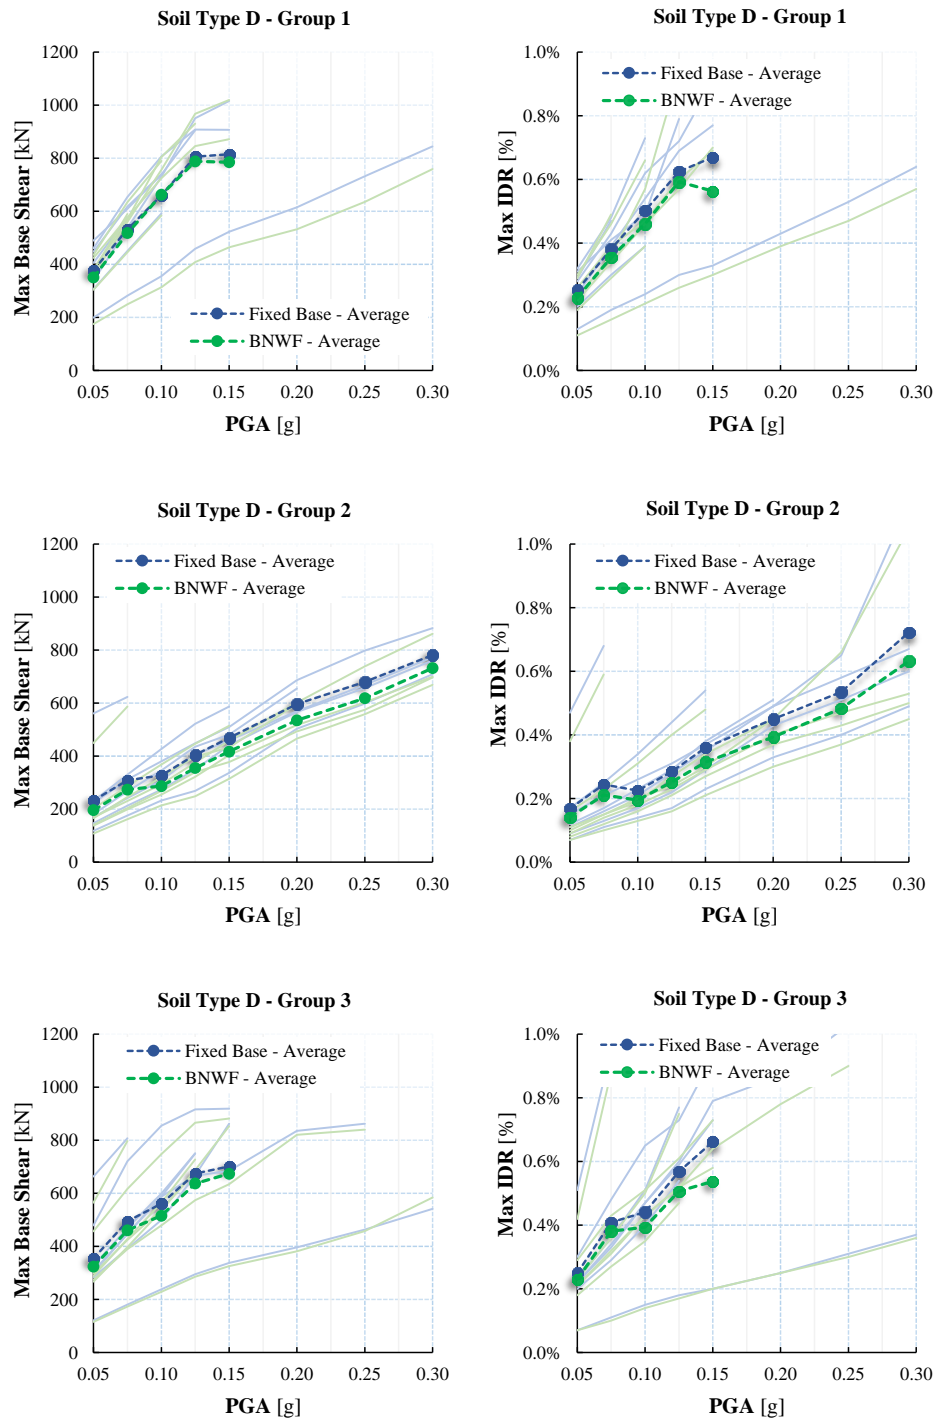 Soil Type D - Group 1
Max Base Shear [kN]
1200
1000
800
600
400
200
0
Fixed Base - Average
BNWF - Average
0.05 0.10 0.15 0.20 0.25 0.30
PGA [g]
Soil Type D - Group 1
Max IDR [%]
1.0%
0.8%
0.6%
0.4%
0.2%
0.0%
Fixed Base - Average
BNWF - Average
0.05 0.10 0.15 0.20 0.25 0.30
PGA [g]
Soil Type D - Group 2
Max Base Shear [kN]
1200
1000
800
600
400
200
0
Fixed Base - Average
BNWF - Average
0.05 0.10 0.15 0.20 0.25 0.30
PGA [g]
Soil Type D - Group 2
Max IDR [%]
1.0%
0.8%
0.6%
0.4%
0.2%
0.0%
Fixed Base - Average
BNWF - Average
0.05 0.10 0.15 0.20 0.25 0.30
PGA [g]
Soil Type D - Group 3
Max Base Shear [kN]
1200
1000
800
600
400
200
0
Fixed Base - Average
BNWF - Average
0.05 0.10 0.15 0.20 0.25 0.30
PGA [g]
Soil Type D - Group 3
Max IDR [%]
1.0%
0.8%
0.6%
0.4%
0.2%
0.0%
Fixed Base - Average
BNWF - Average
0.05 0.10 0.15 0.20 0.25 0.30
PGA [g]